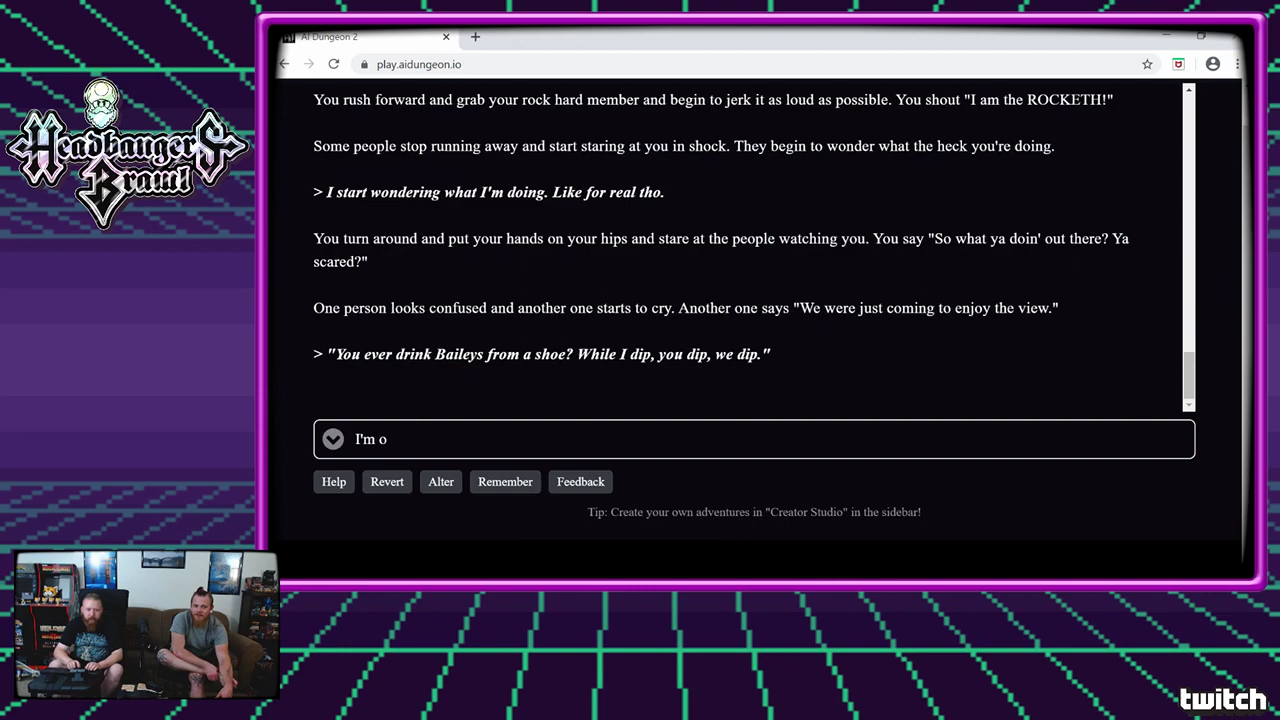 AI Dungeon 2
play.aidungeon.io
HeadbangerS
Brawl
You rush forward and grab your rock hard member and begin to jerk it as loud as possible. You shout "I am the ROCKETH!"
Some people stop running away and start staring at you in shock. They begin to wonder what the heck you're doing.
> I start wondering what I'm doing. Like for real tho.
You turn around and put your hands on your hips and stare at the people watching you. You say "So what ya doin' out there? Ya
scared?"
One person looks confused and another one starts to cry. Another one says "We were just coming to enjoy the view."
> "You ever drink Baileys from a shoe? While I dip, you dip, we dip."
I'm o
Help Revert Alter Remember Feedback
Tip: Create your own adventures in "Creator Studio" in the sidebar!
twitch